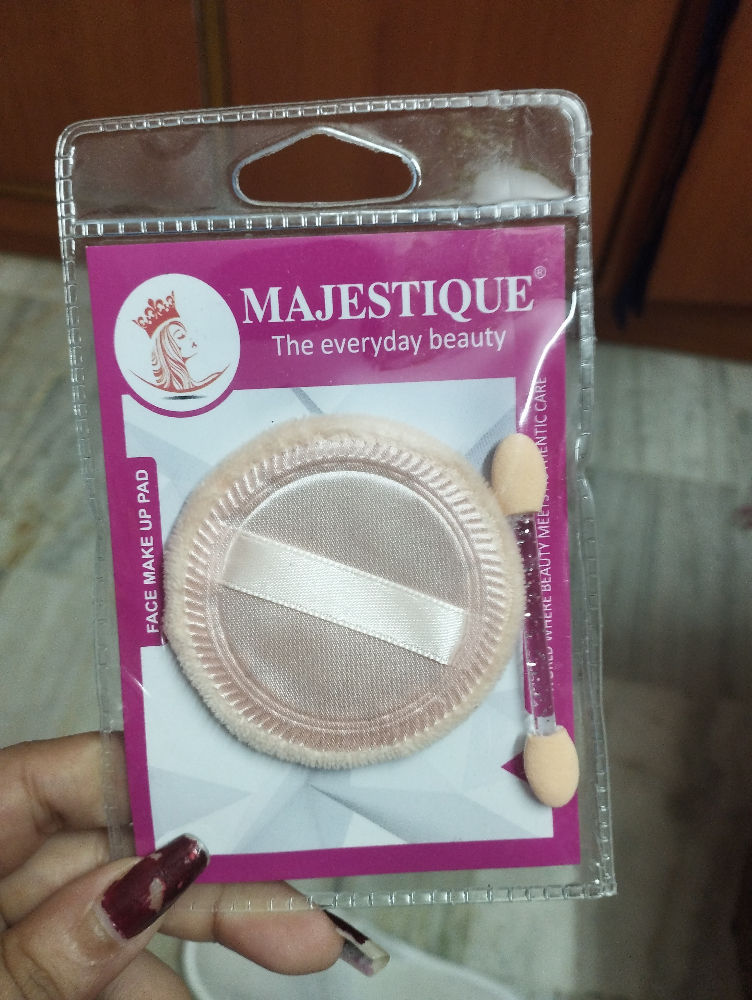 MAJESTIQUE®
The everyday beauty
FACE MAKE UP PAD
WHERE BEAUTY MEETS AUTHENTIC CARE